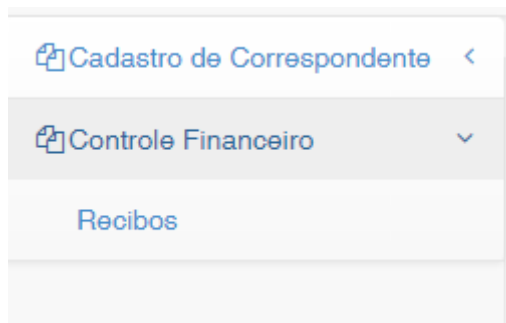 Cadastro de Correspondente
Controle Financeiro
Recibos